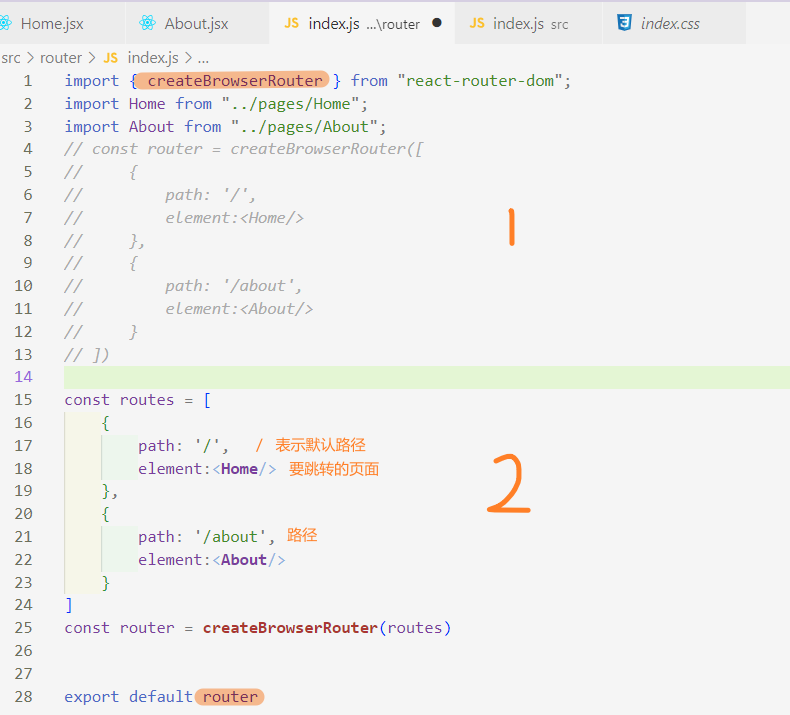 Home.jsx About.jsx JS index.js ...\router ● JS index.js src index.css
src > router > JS index.js > ...
1 import { createBrowserRouter } from "react-router-dom";
2 import Home from "../pages/Home";
3 import About from "../pages/About";
4 // const router = createBrowserRouter([
5 //     {
6 //         path: '/',
7 //         element:<Home/>
8 //     },
9 //     {
10 //         path: '/about',
11 //         element:<About/>
12 //     }
13 // ])
1
14
15 const routes = [
16     {
17         path: '/', / 表示默认路径
18         element:<Home/> 要跳转的页面
19     },
2
20     {
21         path: '/about', 路径
22         element:<About/>
23     }
24 ]
25 const router = createBrowserRouter(routes)
26
27
28 export default router